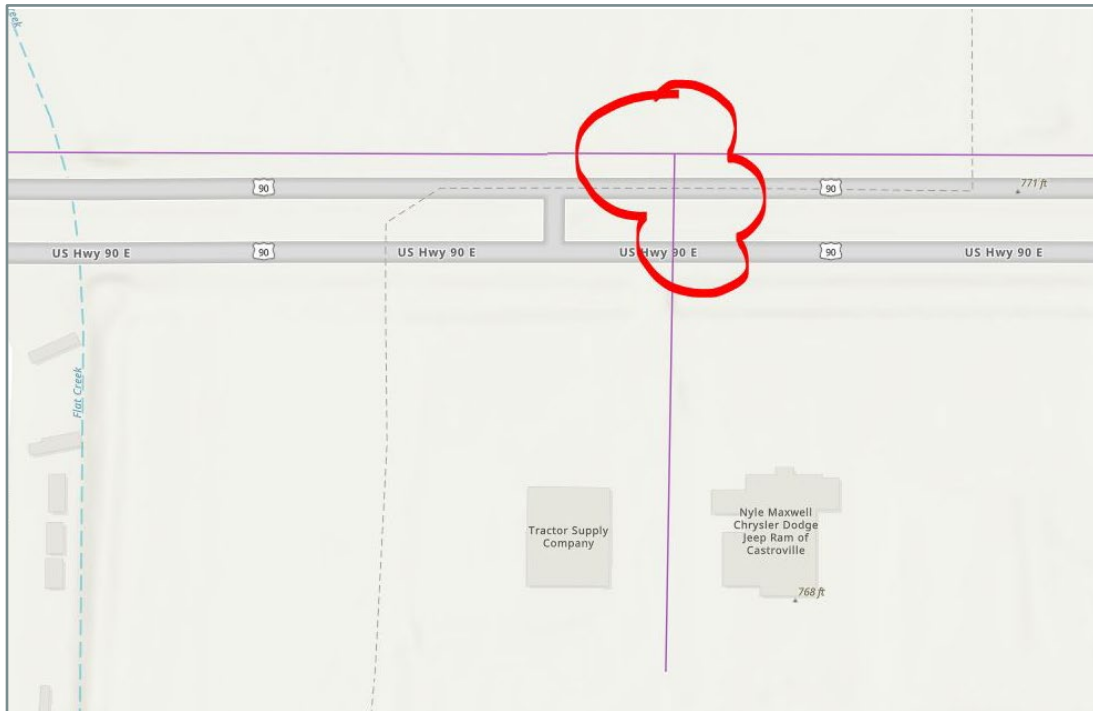 reek
90
90
771 ft
US Hwy 90 E
90
US Hwy 90 E
US Hwy 90 E
90
US Hwy 90 E
Flat Creek
Tractor Supply
Company
Nyle Maxwell
Chrysler Dodge
Jeep Ram of
Castroville
768 ft